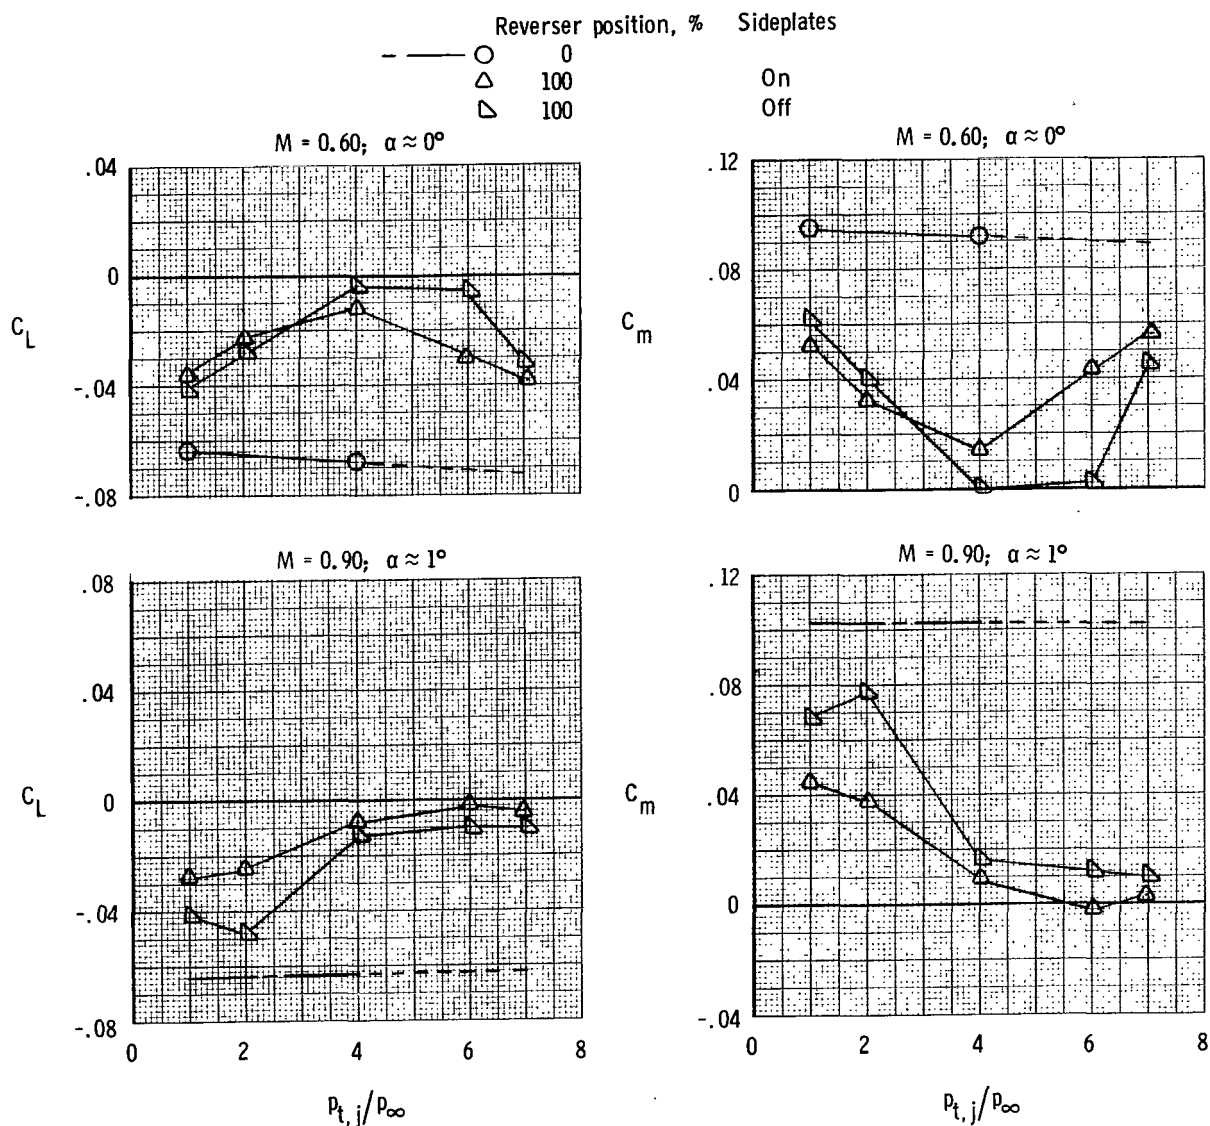 Reverser position, % Sideplates
0
100 On
100 Off
M = 0.60; α ≈ 0°
.04
0
-.04
-.08
C_L
M = 0.60; α ≈ 0°
.12
.08
.04
0
C_m
M = 0.90; α ≈ 1°
.08
.04
0
-.04
-.08
C_L
0 2 4 6 8
p_t,j/p_∞
M = 0.90; α ≈ 1°
.12
.08
.04
0
-.04
C_m
0 2 4 6 8
p_t,j/p_∞